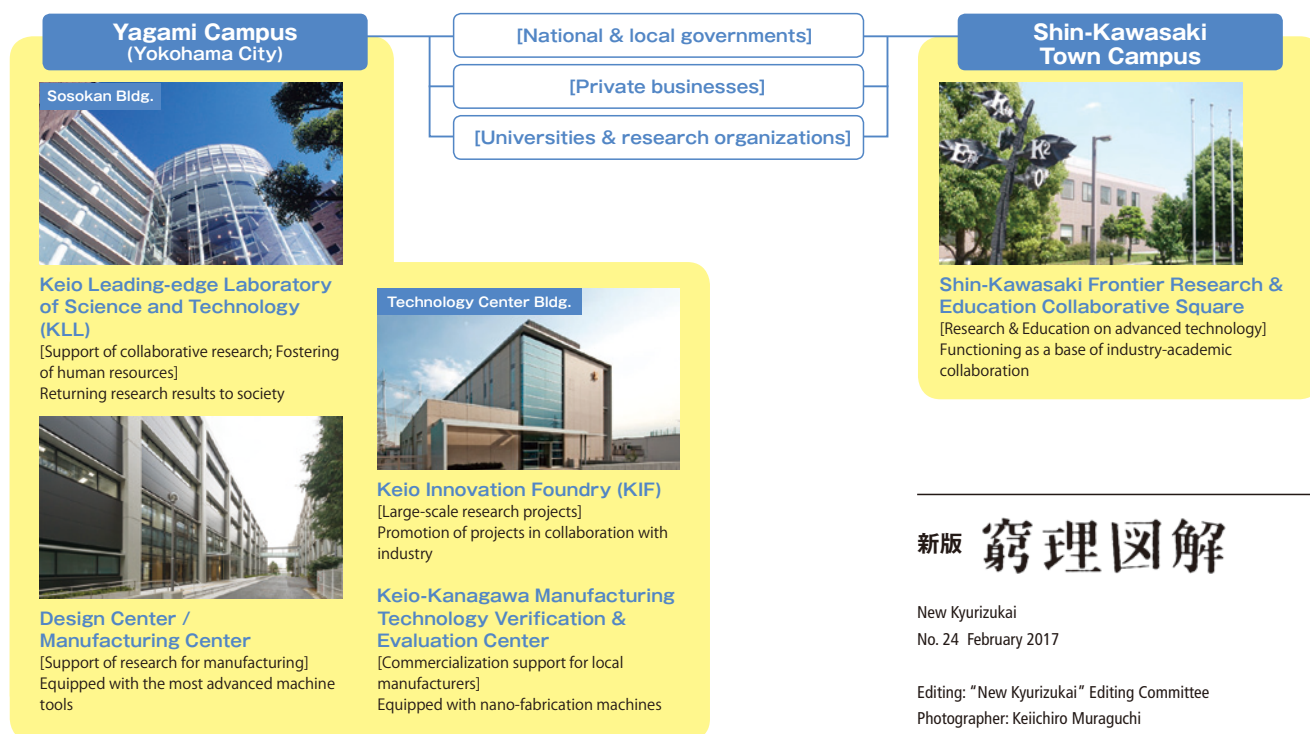 Yagami Campus
(Yokohama City)
[National & local governments]
[Private businesses]
[Universities & research organizations]
Shin-Kawasaki
Town Campus
Sosokan Bldg.
Keio Leading-edge Laboratory
of Science and Technology
(KLL)
[Support of collaborative research; Fostering
of human resources]
Returning research results to society
Design Center /
Manufacturing Center
[Support of research for manufacturing]
Equipped with the most advanced machine
tools
Technology Center Bldg.
Keio Innovation Foundry (KIF)
[Large-scale research projects]
Promotion of projects in collaboration with
industry
Keio-Kanagawa Manufacturing
Technology Verification &
Evaluation Center
[Commercialization support for local
manufacturers]
Equipped with nano-fabrication machines
E K² O
Shin-Kawasaki Frontier Research &
Education Collaborative Square
[Research & Education on advanced technology]
Functioning as a base of industry-academic
collaboration
新版 窮理図解
New Kyurizukai
No. 24 February 2017
Editing: “New Kyurizukai” Editing Committee
Photographer: Keiichiro Muraguchi